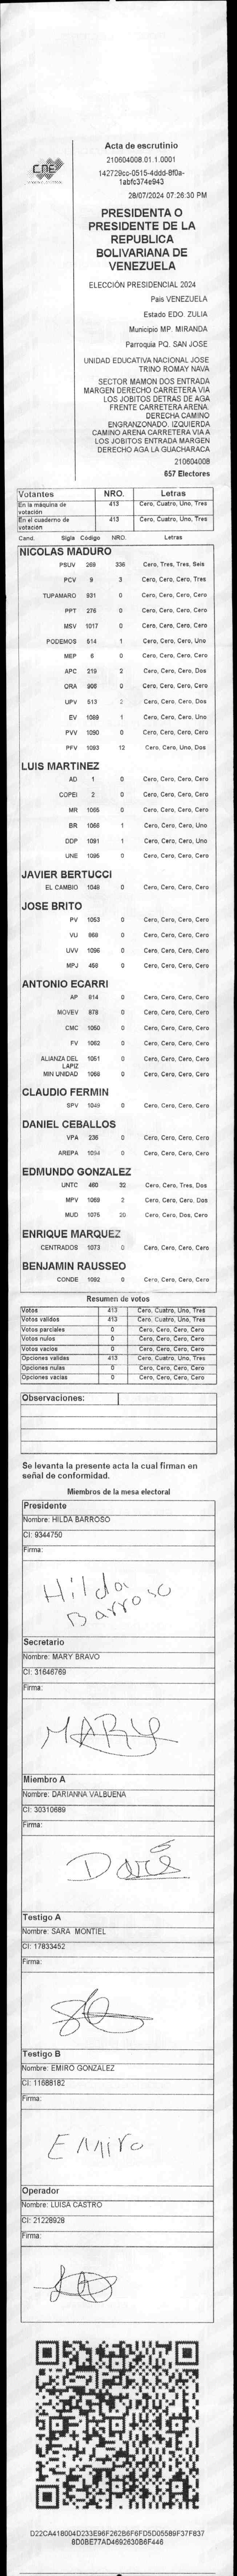 CNE
Acta de escrutinio
210604008.01.1.0001
142729cc-0515-4ddd-8f0a-
1abfc374e943
28/07/2024 07:26:30 PM
PRESIDENTA O
PRESIDENTE DE LA
REPUBLICA
BOLIVARIANA DE
VENEZUELA
ELECCIÓN PRESIDENCIAL 2024
Pais VENEZUELA
Estado EDO. ZULIA
Municipio MP. MIRANDA
Parroquia PQ. SAN JOSE
UNIDAD EDUCATIVA NACIONAL JOSE
TRINO ROMAY NAVA
SECTOR MAMON DOS ENTRADA
MARGEN DERECHO CARRETERA VIA
LOS JOBITOS DETRAS DE AGA
FRENTE CARRETERA ARENA.
DERECHA CAMINO
ENGRANZONADO. IZQUIERDA
CAMINO ARENA CARRETERA VIA A
LOS JOBITOS ENTRADA MARGEN
DERECHO AGA LA GUACHARACA
210604008
657 Electores
Votantes NRO. Letras
En la máquina de votación 413 Cero, Cuatro, Uno, Tres
En el cuaderno de votación 413 Cero, Cuatro, Uno, Tres
Cand. Sigla Código NRO. Letras
NICOLAS MADURO
PSUV 269 336 Cero, Tres, Tres, Seis
PCV 9 3 Cero, Cero, Cero, Tres
TUPAMARO 931 0 Cero, Cero, Cero, Cero
PPT 276 0 Cero, Cero, Cero, Cero
MSV 1017 0 Cero, Cero, Cero, Cero
PODEMOS 514 1 Cero, Cero, Cero, Uno
MEP 6 0 Cero, Cero, Cero, Cero
APC 219 2 Cero, Cero, Cero, Dos
ORA 906 0 Cero, Cero, Cero, Cero
UPV 513 2 Cero, Cero, Cero, Dos
EV 1089 1 Cero, Cero, Cero, Uno
PVV 1090 0 Cero, Cero, Cero, Cero
PFV 1093 12 Cero, Cero, Uno, Dos
LUIS MARTINEZ
AD 1 0 Cero, Cero, Cero, Cero
COPEI 2 0 Cero, Cero, Cero, Cero
MR 1065 0 Cero, Cero, Cero, Cero
BR 1066 1 Cero, Cero, Cero, Uno
DDP 1091 1 Cero, Cero, Cero, Uno
UNE 1095 0 Cero, Cero, Cero, Cero
JAVIER BERTUCCI
EL CAMBIO 1048 0 Cero, Cero, Cero, Cero
JOSE BRITO
PV 1053 0 Cero, Cero, Cero, Cero
VU 868 0 Cero, Cero, Cero, Cero
UVV 1096 0 Cero, Cero, Cero, Cero
MPJ 459 0 Cero, Cero, Cero, Cero
ANTONIO ECARRI
AP 914 0 Cero, Cero, Cero, Cero
MOVEV 878 0 Cero, Cero, Cero, Cero
CMC 1050 0 Cero, Cero, Cero, Cero
FV 1062 0 Cero, Cero, Cero, Cero
ALIANZA DEL LAPIZ 1051 0 Cero, Cero, Cero, Cero
MIN UNIDAD 1068 0 Cero, Cero, Cero, Cero
CLAUDIO FERMIN
SPV 1049 0 Cero, Cero, Cero, Cero
DANIEL CEBALLOS
VPA 236 0 Cero, Cero, Cero, Cero
AREPA 1094 0 Cero, Cero, Cero, Cero
EDMUNDO GONZALEZ
UNTC 460 32 Cero, Cero, Tres, Dos
MPV 1069 2 Cero, Cero, Cero, Dos
MUD 1075 20 Cero, Cero, Dos, Cero
ENRIQUE MARQUEZ
CENTRADOS 1073 0 Cero, Cero, Cero, Cero
BENJAMIN RAUSSEO
CONDE 1092 0 Cero, Cero, Cero, Cero
Resumen de votos
Votos 413 Cero, Cuatro, Uno, Tres
Votos validos 413 Cero, Cuatro, Uno, Tres
Votos parciales 0 Cero, Cero, Cero, Cero
Votos nulos 0 Cero, Cero, Cero, Cero
Votos vacios 0 Cero, Cero, Cero, Cero
Opciones validas 413 Cero, Cuatro, Uno, Tres
Opciones nulas 0 Cero, Cero, Cero, Cero
Opciones vacias 0 Cero, Cero, Cero, Cero
Observaciones:
Se levanta la presente acta la cual firman en
señal de conformidad.
Miembros de la mesa electoral
Presidente
Nombre: HILDA BARROSO
CI: 9344750
Firma:
Hilda
Barroso
Secretario
Nombre: MARY BRAVO
CI: 31646769
Firma:
MARY
Miembro A
Nombre: DARIANNA VALBUENA
CI: 30310689
Firma:
Testigo A
Nombre: SARA MONTIEL
CI: 17833452
Firma:
Testigo B
Nombre: EMIRO GONZALEZ
CI: 11688182
Firma:
Emiro
Operador
Nombre: LUISA CASTRO
CI: 21228928
Firma:
D22CA418004D233E96F262B6F6FD5D05589F37F837
8D0BE77AD4692630B6F446